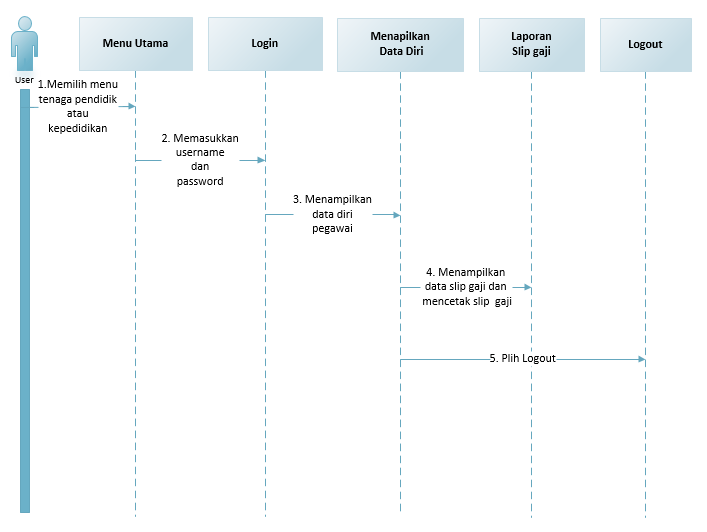 Menu Utama
Login
Menapilkan
Data Diri
Laporan
Slip gaji
Logout
User
1.Memilih menu
tenaga pendidik
atau
kepedidikan
2. Memasukkan
username
dan
password
3. Menampilkan
data diri
pegawai
4. Menampilkan
data slip gaji dan
mencetak slip gaji
5. Plih Logout